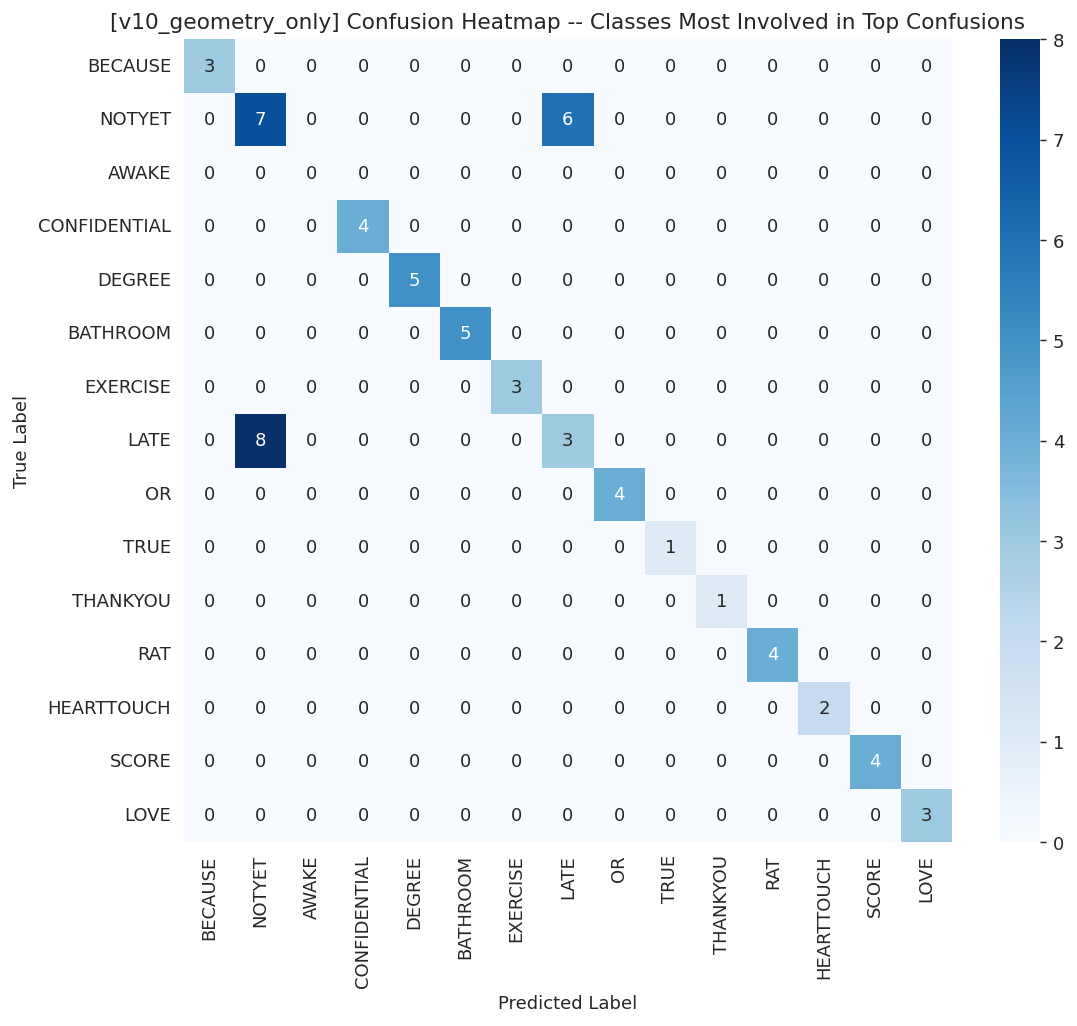 [v10_geometry_only] Confusion Heatmap -- Classes Most Involved in Top Confusions
BECAUSE 3 0 0 0 0 0 0 0 0 0 0 0 0 0 0
NOTYET 0 7 0 0 0 0 0 6 0 0 0 0 0 0 0
AWAKE 0 0 0 0 0 0 0 0 0 0 0 0 0 0 0
CONFIDENTIAL 0 0 0 4 0 0 0 0 0 0 0 0 0 0 0
DEGREE 0 0 0 0 5 0 0 0 0 0 0 0 0 0 0
BATHROOM 0 0 0 0 0 5 0 0 0 0 0 0 0 0 0
EXERCISE 0 0 0 0 0 0 3 0 0 0 0 0 0 0 0
LATE 0 8 0 0 0 0 0 3 0 0 0 0 0 0 0
OR 0 0 0 0 0 0 0 0 4 0 0 0 0 0 0
TRUE 0 0 0 0 0 0 0 0 0 1 0 0 0 0 0
THANKYOU 0 0 0 0 0 0 0 0 0 0 1 0 0 0 0
RAT 0 0 0 0 0 0 0 0 0 0 0 4 0 0 0
HEARTTOUCH 0 0 0 0 0 0 0 0 0 0 0 0 2 0 0
SCORE 0 0 0 0 0 0 0 0 0 0 0 0 0 4 0
LOVE 0 0 0 0 0 0 0 0 0 0 0 0 0 0 3
True Label
BECAUSE
NOTYET
AWAKE
CONFIDENTIAL
DEGREE
BATHROOM
EXERCISE
LATE
OR
TRUE
THANKYOU
RAT
HEARTTOUCH
SCORE
LOVE
Predicted Label
8
7
6
5
4
3
2
1
0